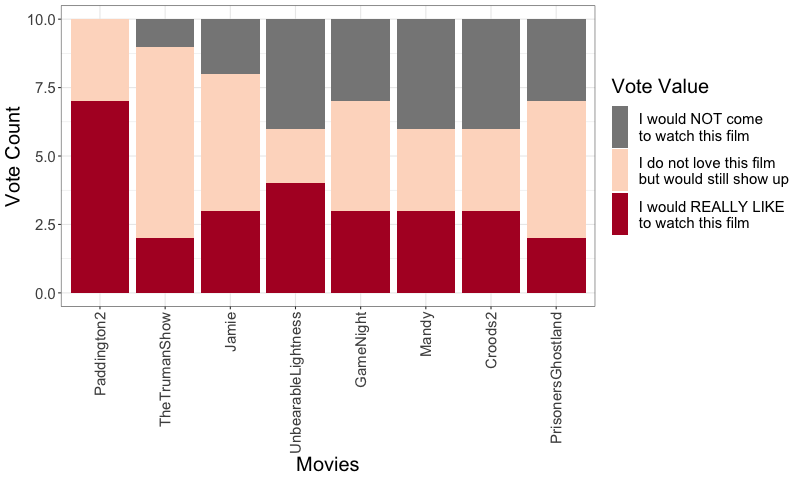 10.0
7.5
5.0
2.5
0.0
Vote Count
Paddington2
TheTrumanShow
Jamie
UnbearableLightness
GameNight
Mandy
Croods2
PrisonersGhostland
Movies
Vote Value
I would NOT come
to watch this film
I do not love this film
but would still show up
I would REALLY LIKE
to watch this film